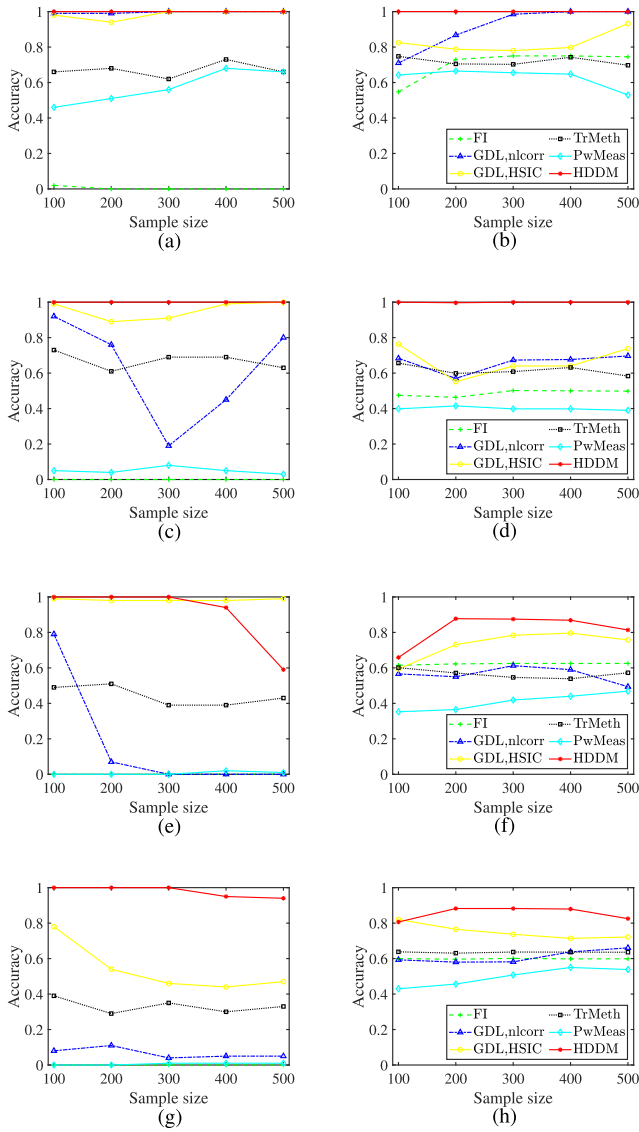 1
0.8
0.6
0.4
0.2
0
Accuracy
100 200 300 400 500
Sample size
(a)
1
0.8
0.6
0.4
0.2
0
Accuracy
FI
GDL,nlcorr
GDL,HSIC
TrMeth
PwMeas
HDDM
100 200 300 400 500
Sample size
(b)
1
0.8
0.6
0.4
0.2
0
Accuracy
100 200 300 400 500
Sample size
(c)
1
0.8
0.6
0.4
0.2
0
Accuracy
FI
GDL,nlcorr
GDL,HSIC
TrMeth
PwMeas
HDDM
100 200 300 400 500
Sample size
(d)
1
0.8
0.6
0.4
0.2
0
Accuracy
100 200 300 400 500
Sample size
(e)
1
0.8
0.6
0.4
0.2
0
Accuracy
FI
GDL,nlcorr
GDL,HSIC
TrMeth
PwMeas
HDDM
100 200 300 400 500
Sample size
(f)
1
0.8
0.6
0.4
0.2
0
Accuracy
100 200 300 400 500
Sample size
(g)
1
0.8
0.6
0.4
0.2
0
Accuracy
FI
GDL,nlcorr
GDL,HSIC
TrMeth
PwMeas
HDDM
100 200 300 400 500
Sample size
(h)